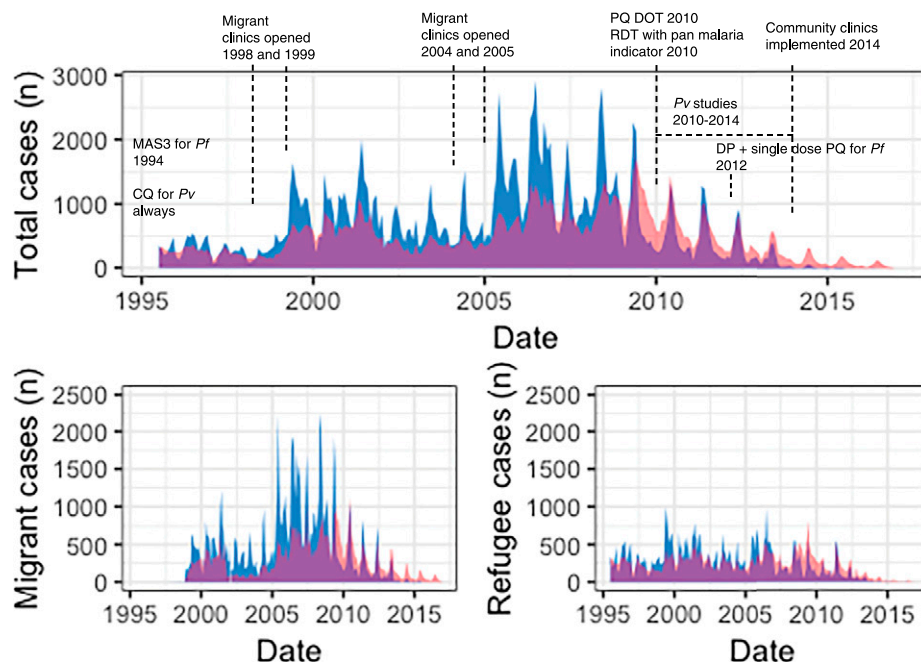 Migrant
clinics opened
1998 and 1999
Migrant
clinics opened
2004 and 2005
PQ DOT 2010
RDT with pan malaria
indicator 2010
Community clinics
implemented 2014
Total cases (n)
3000
2000
1000
0
MAS3 for Pf
1994
CQ for Pv
always
Pv studies
2010-2014
DP + single dose PQ for Pf
2012
1995
2000
2005
2010
2015
Date
Migrant cases (n)
2500
2000
1500
1000
500
0
1995
2000
2005
2010
2015
Date
Refugee cases (n)
2500
2000
1500
1000
500
0
1995
2000
2005
2010
2015
Date